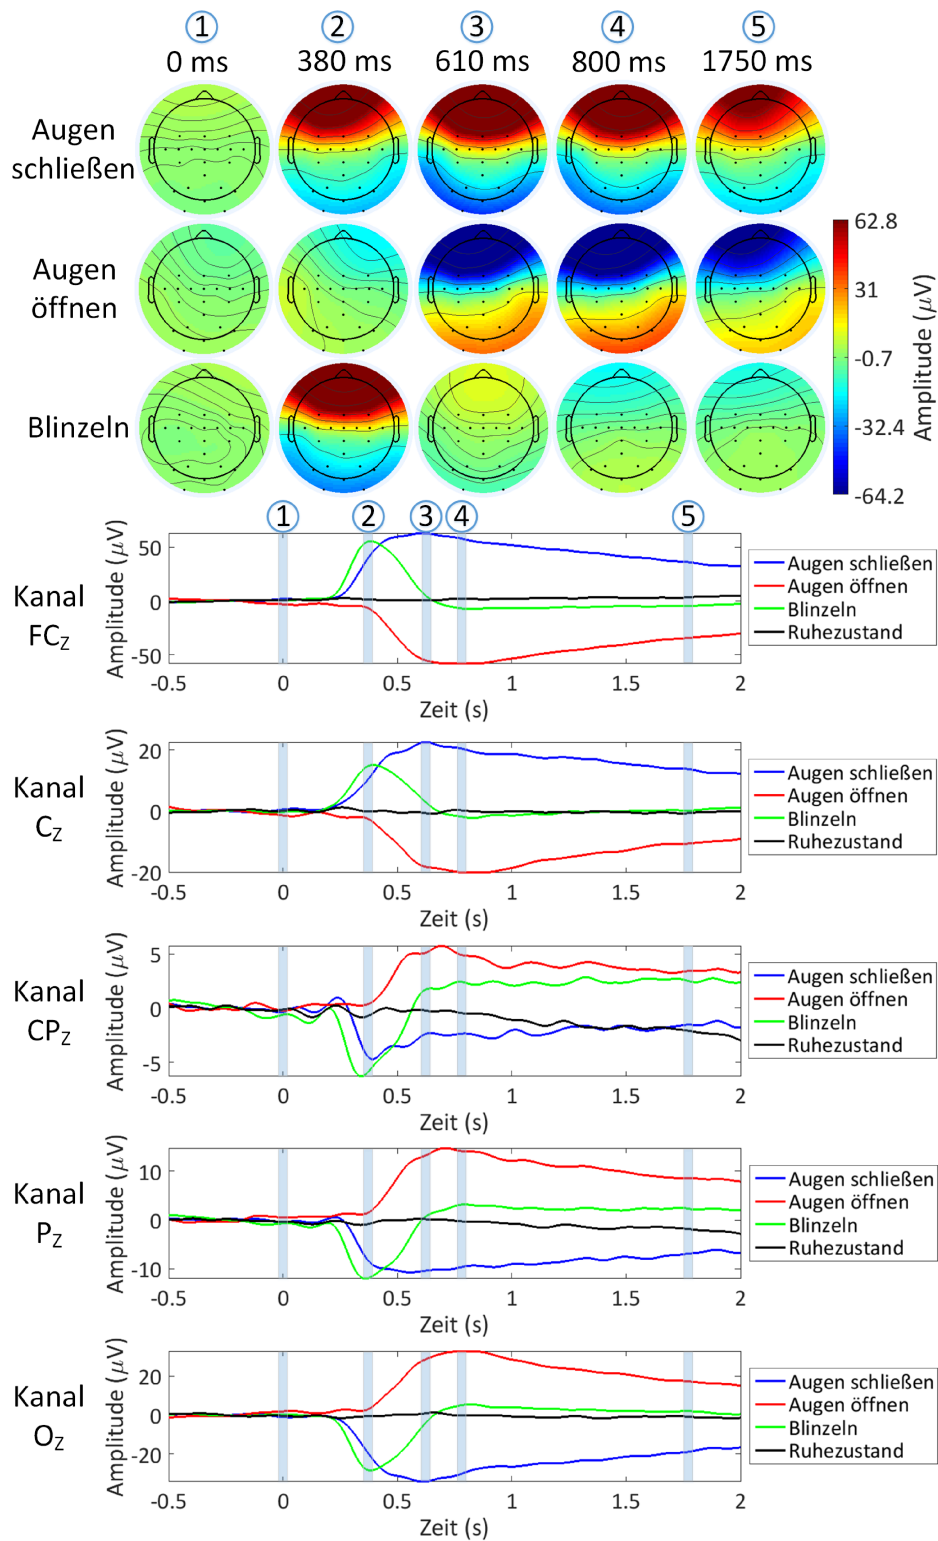 ① ② ③ ④ ⑤
0 ms 380 ms 610 ms 800 ms 1750 ms
Augen
schließen
Augen
öffnen
Blinzeln
62.8
31
-0.7
-32.4
-64.2
Amplitude (μV)
① ② ③ ④ ⑤
Kanal
FCZ
Amplitude (μV)
50
0
-50
-0.5 0 0.5 1 1.5 2
Zeit (s)
Augen schließen
Augen öffnen
Blinzeln
Ruhezustand
Kanal
CZ
Amplitude (μV)
20
0
-20
-0.5 0 0.5 1 1.5 2
Zeit (s)
Augen schließen
Augen öffnen
Blinzeln
Ruhezustand
Kanal
CPZ
Amplitude (μV)
5
0
-5
-0.5 0 0.5 1 1.5 2
Zeit (s)
Augen schließen
Augen öffnen
Blinzeln
Ruhezustand
Kanal
PZ
Amplitude (μV)
10
0
-10
-0.5 0 0.5 1 1.5 2
Zeit (s)
Augen schließen
Augen öffnen
Blinzeln
Ruhezustand
Kanal
OZ
Amplitude (μV)
20
0
-20
-0.5 0 0.5 1 1.5 2
Zeit (s)
Augen schließen
Augen öffnen
Blinzeln
Ruhezustand